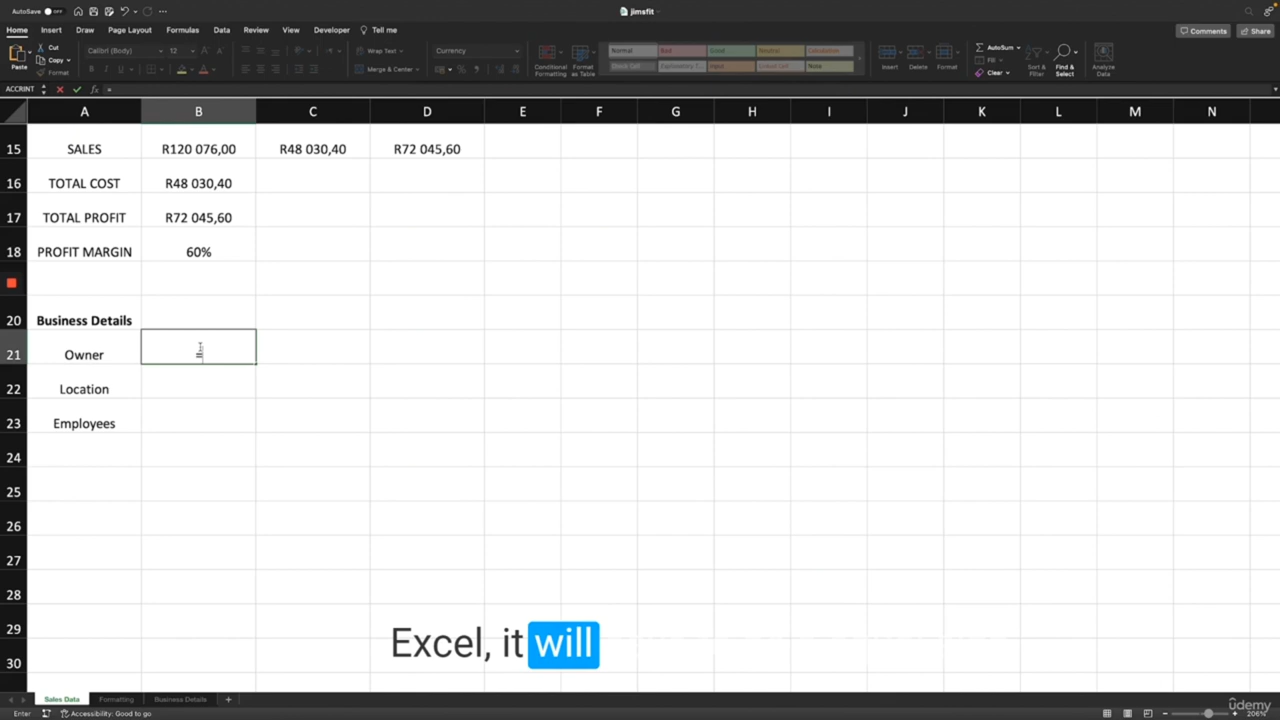 AutoSave OFF
jimsfit
Home Insert Draw Page Layout Formulas Data Review View Developer Tell me
Comments Share
Paste
Cut
Copy
Format
Calibri (Body) 12
Wrap Text
Merge & Center
Currency
Conditional
Formatting
Format
as Table
Normal Bad Good Neutral Calculation
Check Cell Explanatory T... Input Linked Cell Note
Insert Delete Format
AutoSum
Fill
Clear
Sort &
Filter
Find &
Select
Analyze
Data
ACCRINT fx =
A B C D E F G H I J K L M N
15 SALES R120 076,00 R48 030,40 R72 045,60
16 TOTAL COST R48 030,40
17 TOTAL PROFIT R72 045,60
18 PROFIT MARGIN 60%
20 Business Details
21 Owner =
22 Location
23 Employees
24
25
26
27
28
29
30
Excel, it will
Sales Data Formatting Business Details +
Enter Accessibility: Good to go
206%
udemy